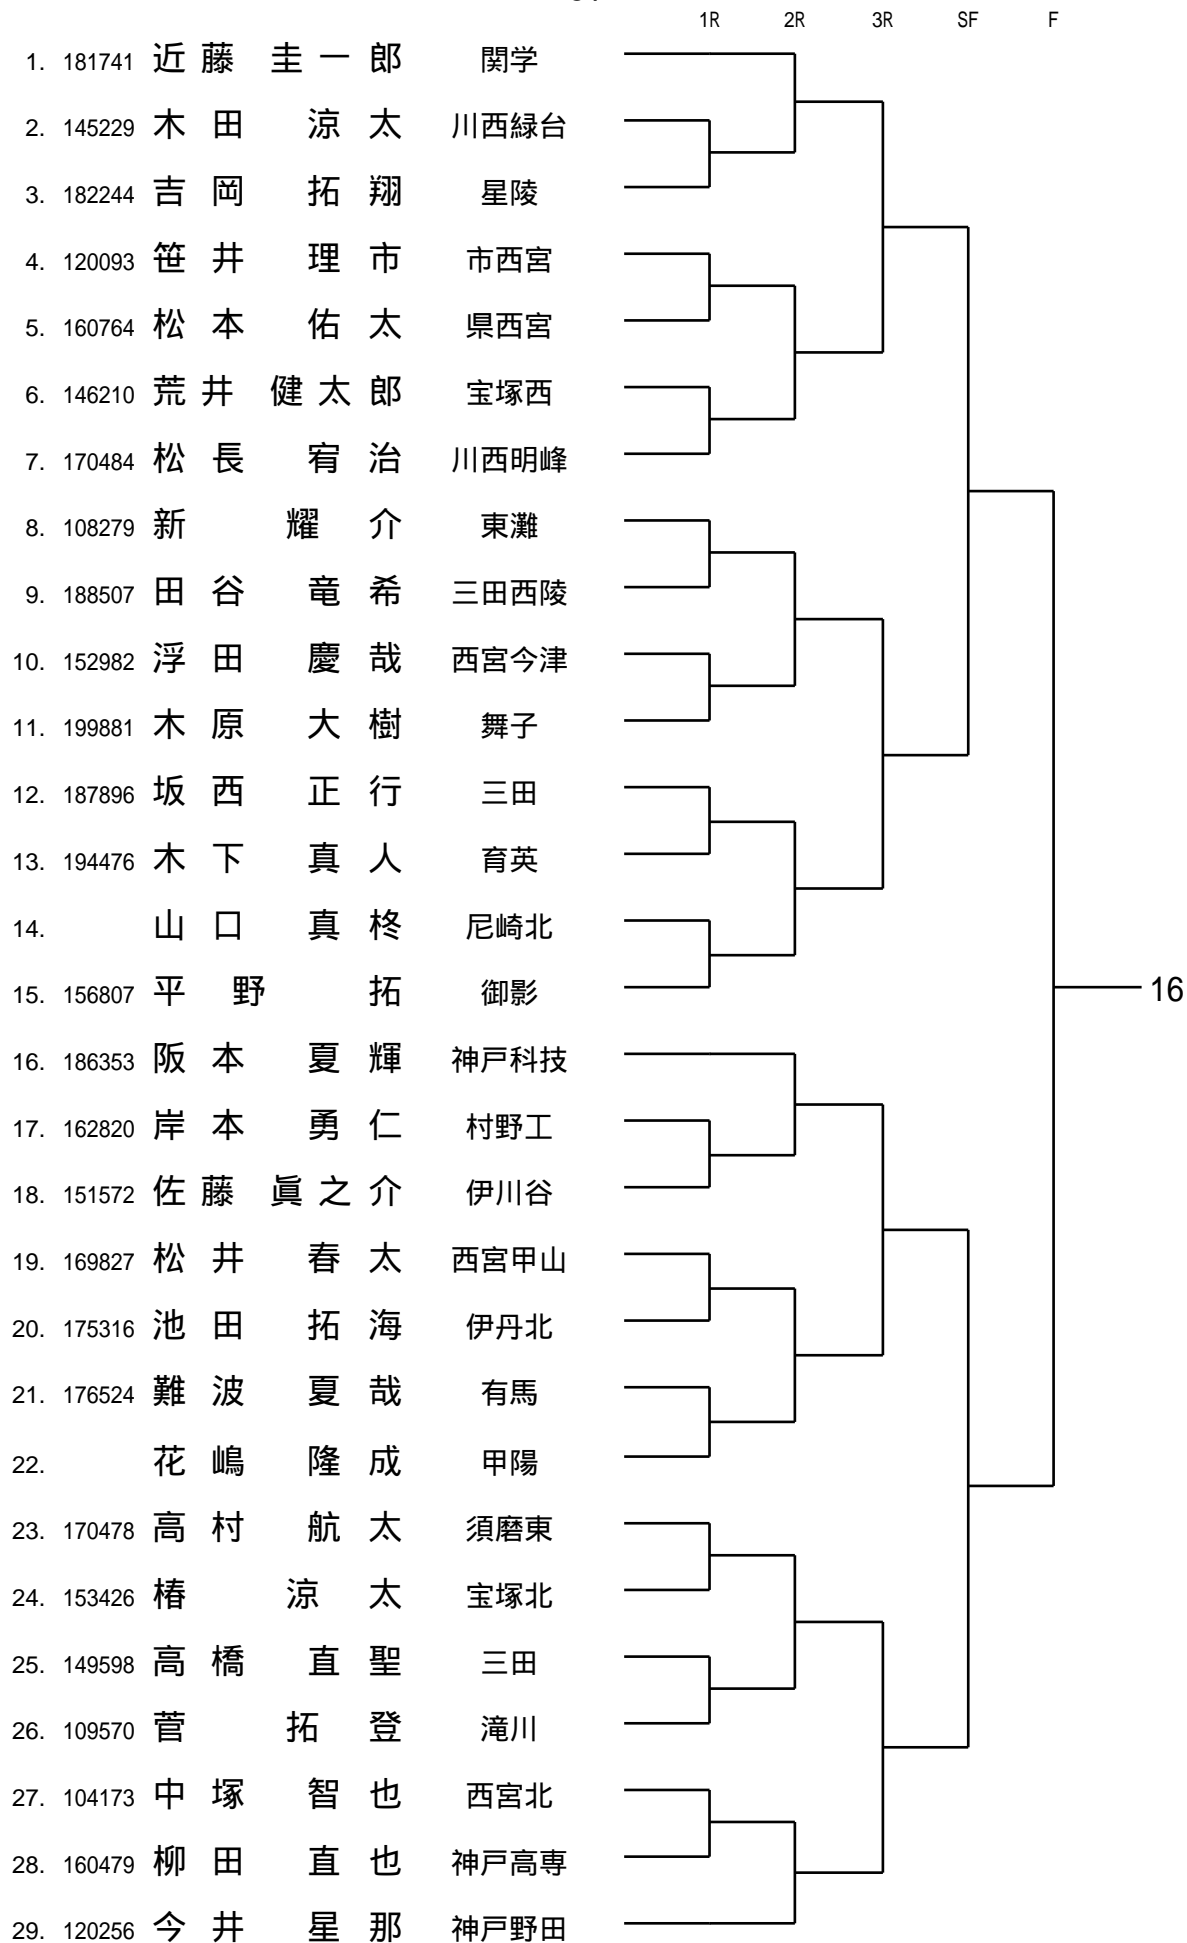 1R 2R 3R SF F
1. 181741 近藤 圭一郎 関学
2. 145229 木田 涼太 川西緑台
3. 182244 吉岡 拓翔 星陵
4. 120093 笹井 理市 市西宮
5. 160764 松本 佑太 県西宮
6. 146210 荒井 健太郎 宝塚西
7. 170484 松長 宥治 川西明峰
8. 108279 新 耀介 東灘
9. 188507 田谷 竜希 三田西陵
10. 152982 浮田 慶哉 西宮今津
11. 199881 木原 大樹 舞子
12. 187896 坂西 正行 三田
13. 194476 木下 真人 育英
14. 山口 真柊 尼崎北
15. 156807 平野 拓 御影
16
16. 186353 阪本 夏輝 神戸科技
17. 162820 岸本 勇仁 村野工
18. 151572 佐藤 眞之介 伊川谷
19. 169827 松井 春太 西宮甲山
20. 175316 池田 拓海 伊丹北
21. 176524 難波 夏哉 有馬
22. 花嶋 隆成 甲陽
23. 170478 高村 航太 須磨東
24. 153426 椿 涼太 宝塚北
25. 149598 高橋 直聖 三田
26. 109570 菅 拓登 滝川
27. 104173 中塚 智也 西宮北
28. 160479 柳田 直也 神戸高専
29. 120256 今井 星那 神戸野田